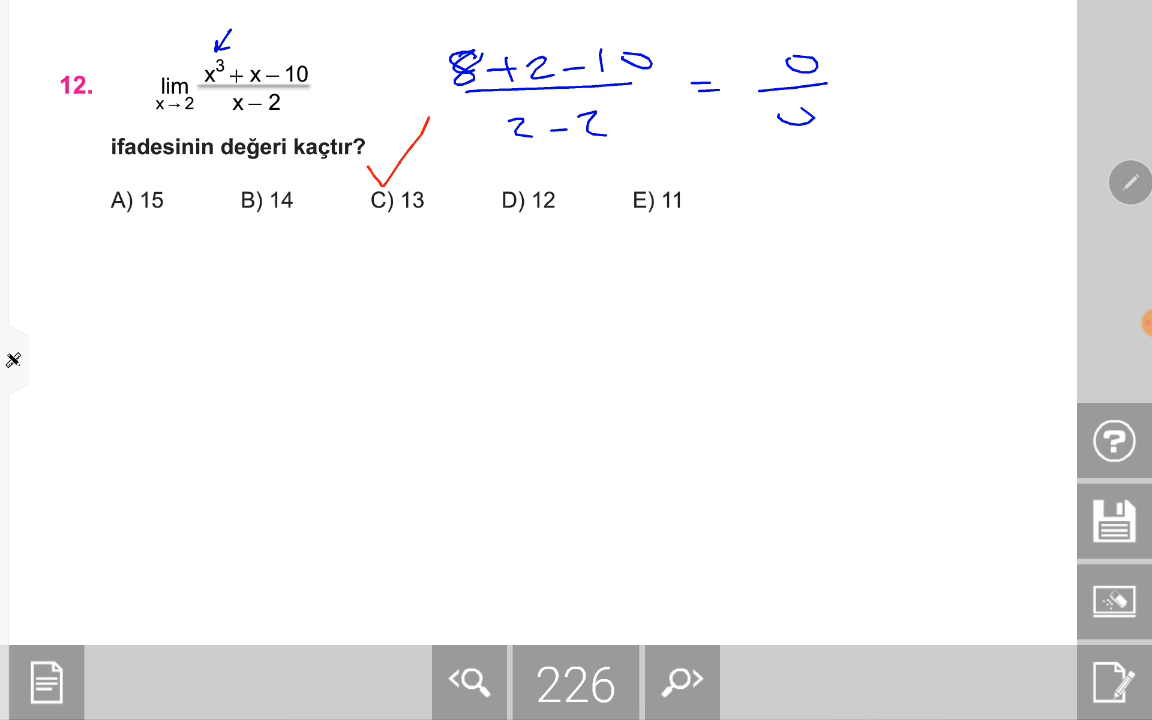 12. lim x→2 x³ + x – 10 / x – 2
8+2-10 / 2-2 = 0/0
ifadesinin değeri kaçtır?
A) 15 B) 14 C) 13 D) 12 E) 11
226